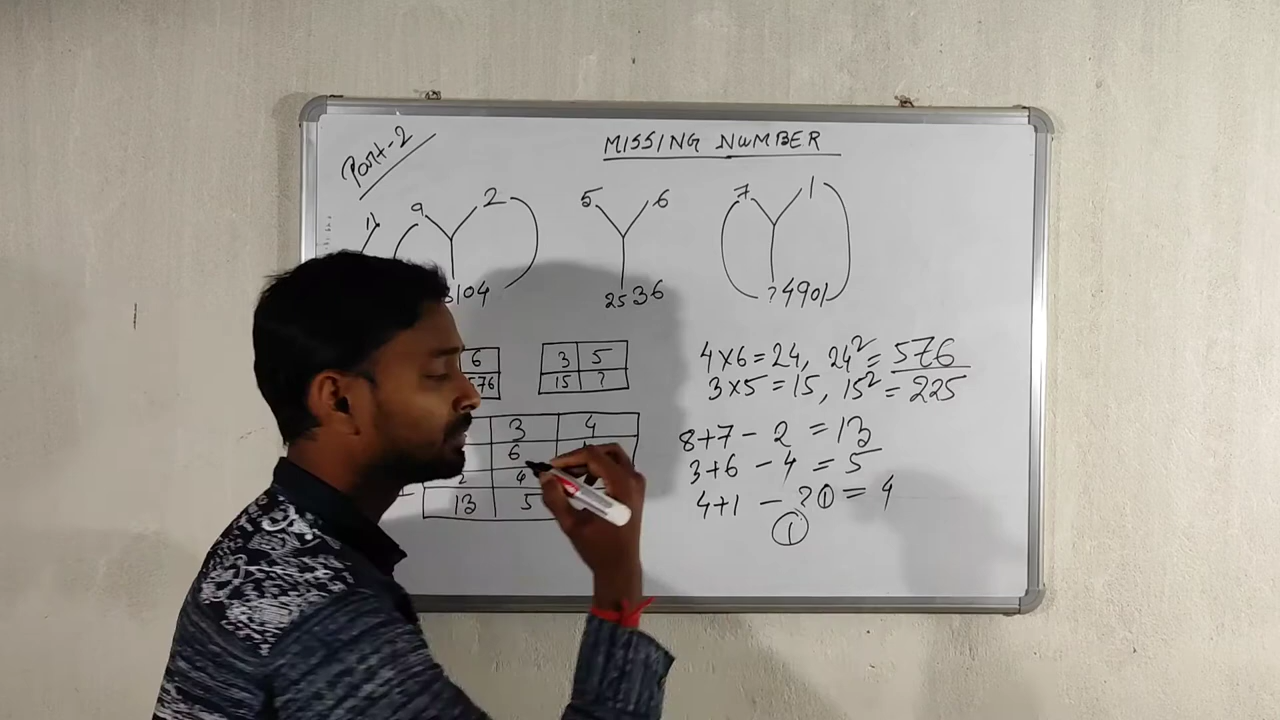 Part-2
MISSING NUMBER
9 2 5 6 7 1
8104 2536 ?4901
6 3 5
576 15 ?
4×6=24, 24²=576
3×5=15, 15²=225
3 4
6
2 4
13 5
8+7-2=13
3+6-4=5
4+1-?①=4
①